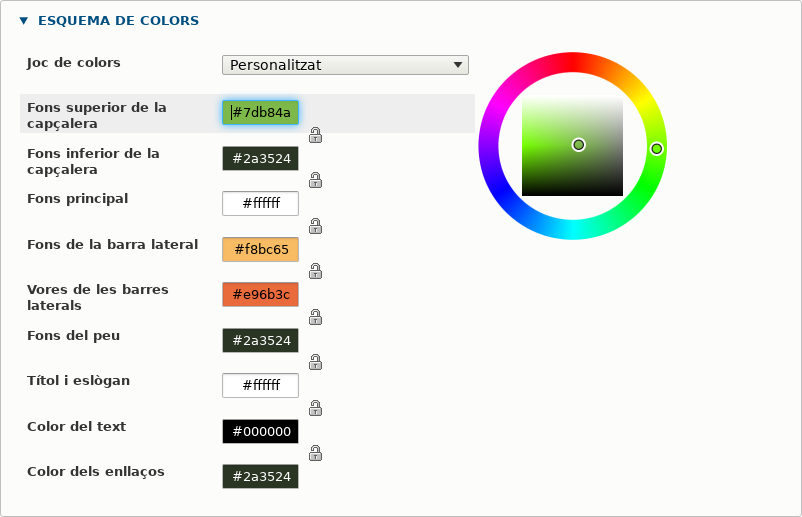 ESQUEMA DE COLORS
Joc de colors
Personalitzat
Fons superior de la
capçalera
#7db84a
Fons inferior de la
capçalera
#2a3524
Fons principal
#ffffff
Fons de la barra lateral
#f8bc65
Vores de les barres
laterals
#e96b3c
Fons del peu
#2a3524
Títol i eslògan
#ffffff
Color del text
#000000
Color dels enllaços
#2a3524